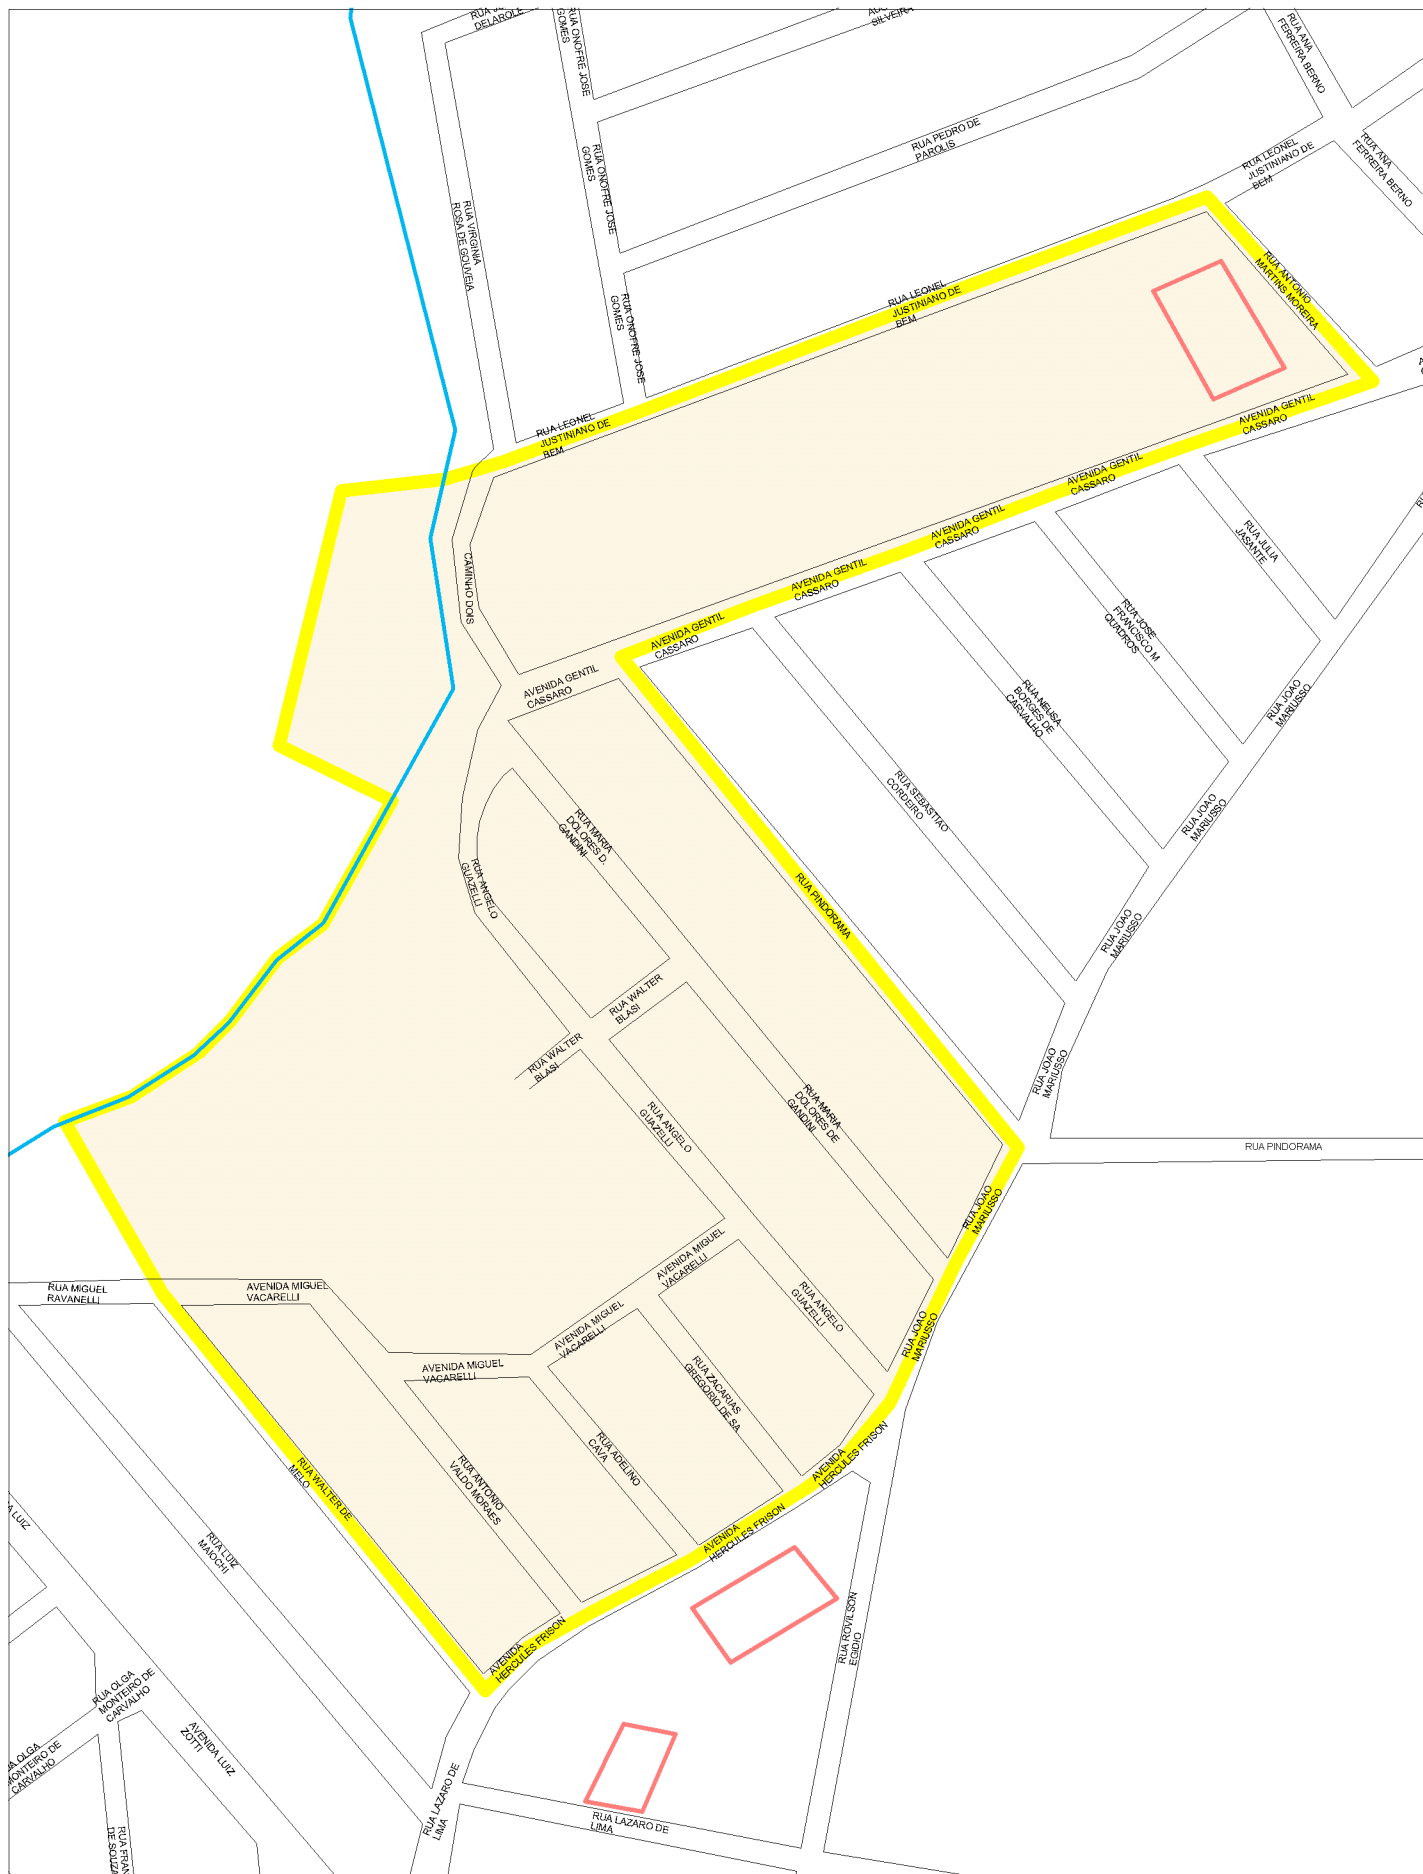 DELAROLE
RUA ONOFRE JOSE
GOMES
SILVEIRA
RUA ANA
FERREIRA BERNO
RUA ONOFRE JOSE
GOMES
RUA PEDRO DE
PAROLIS
RUA LEONEL
JUSTINIANO DE
BEM
RUA ANA
FERREIRA BERNO
RUA VIRGINIA
ROSA DE GOUVEIA
RUA ONOFRE JOSE
GOMES
RUA LEONEL
JUSTINIANO DE
BEM
RUA ANTONIO
MARTINS MOREIRA
RUA LEONEL
JUSTINIANO DE
BEM
AVENIDA GENTIL
CASSARO
AVENIDA GENTIL
CASSARO
AVENIDA GENTIL
CASSARO
AVENIDA GENTIL
CASSARO
AVENIDA GENTIL
CASSARO
AVENIDA GENTIL
CASSARO
CAMINHO DOIS
RUA JULIA
JASANTE
RUA JOSE
FRANCISCO M
QUADROS
RUA NEUSA
BORGES DE
CARVALHO
RUA JOAO
MARIUSSO
RUA SEBASTIAO
CORDEIRO
RUA JOAO
MARIUSSO
RUA MARIA
DOLORES D.
GANDINI
RUA ANGELO
GUAZELLI
RUA PINDORAMA
RUA JOAO
MARIUSSO
RUA WALTER
BLASI
RUA WALTER
BLASI
RUA JOAO
MARIUSSO
RUA ANGELO
GUAZELLI
RUA MARIA
DOLORES DE
GANDINI
RUA PINDORAMA
RUA JOAO
MARIUSSO
AVENIDA MIGUEL
VACARELLI
RUA MIGUEL
RAVANELLI
AVENIDA MIGUEL
VACARELLI
RUA ANGELO
GUAZELLI
AVENIDA MIGUEL
VACARELLI
RUA JOAO
MARIUSSO
AVENIDA MIGUEL
VACARELLI
RUA ZACARIAS
GREGORIO DE SA
RUA ADELINO
CAVA
RUA ANTONIO
VALDO MORAES
RUA WALTER DE
MELO
AVENIDA
HERCULES FRISON
AVENIDA
HERCULES FRISON
LUIZ
RUA LUIZ
MAIOCHI
RUA ROVILSON
EGIDIO
AVENIDA
HERCULES FRISON
RUA OLGA
MONTEIRO DE
CARVALHO
AVENIDA LUIZ
ZOTTI
OLGA
MONTEIRO DE
CARVALHO
RUA LAZARO DE
LIMA
RUA LAZARO DE
LIMA
RUA FRAN
DE SOUZA